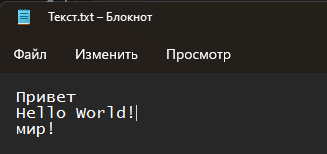 Текст.txt – Блокнот
Файл Изменить Просмотр
Привет
Hello World!
мир!